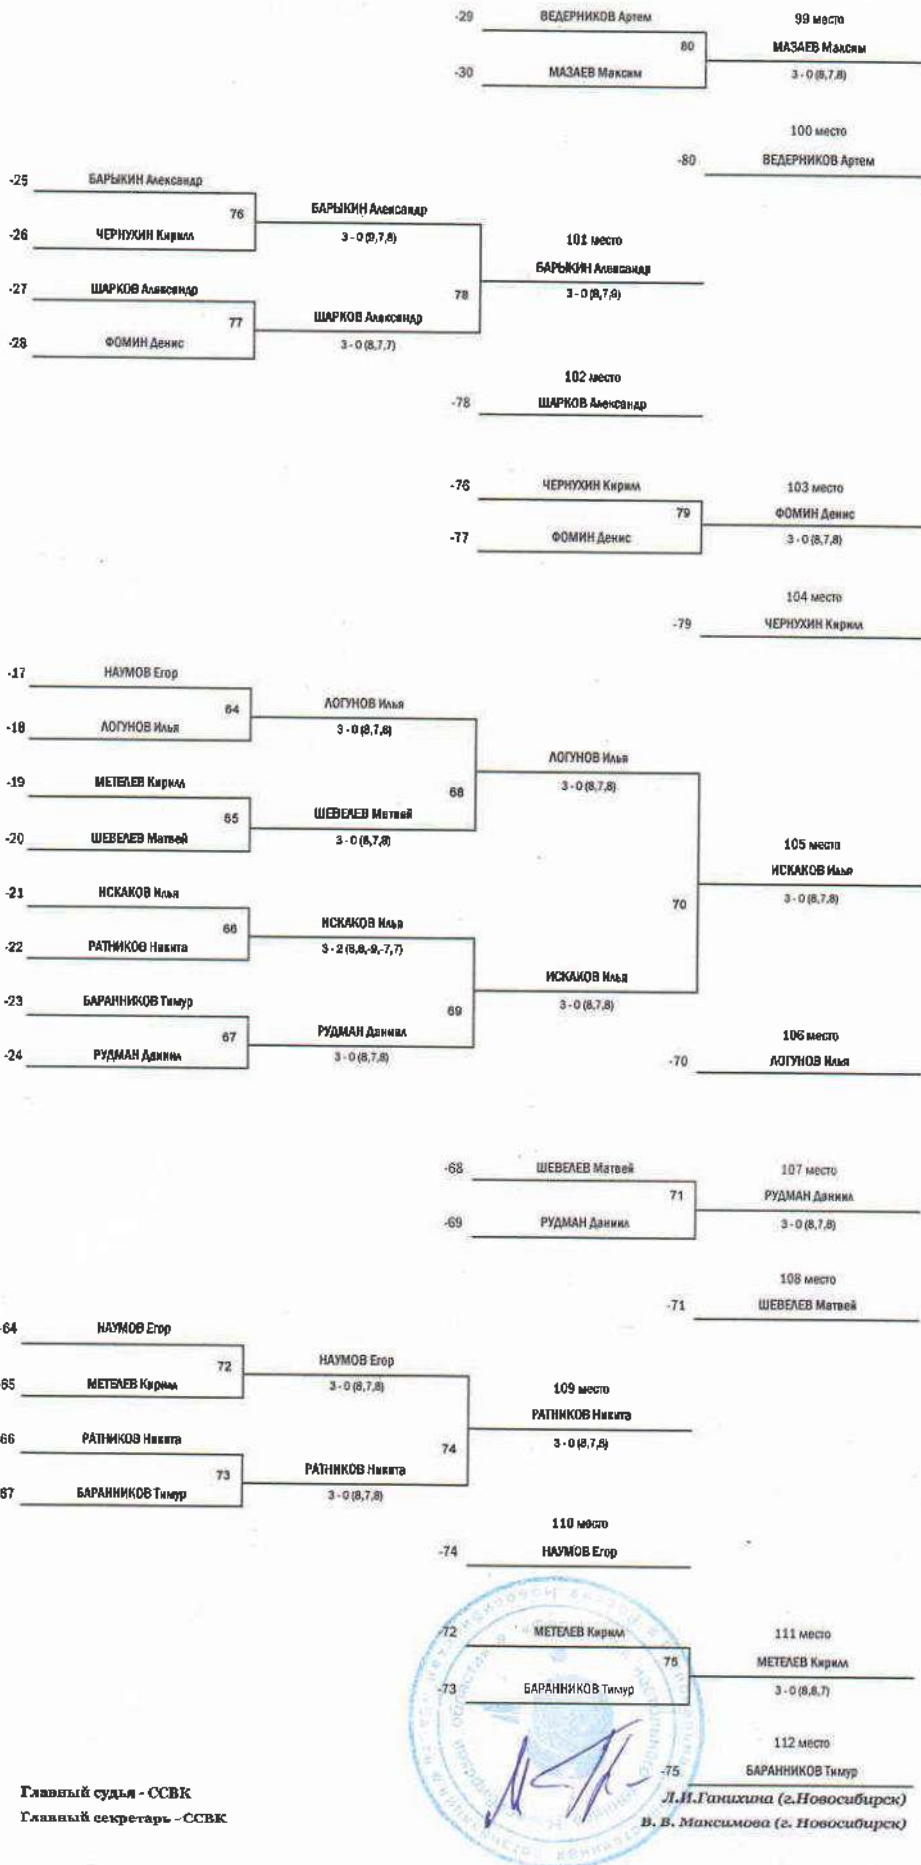 -29 ВЕДЕРНИКОВ Артем
99 место
80
МАЗАЕВ Максим
-30 МАЗАЕВ Максим
3 - 0 (8,7,8)
100 место
-80 ВЕДЕРНИКОВ Артем
-25 БАРЫКИН Александр
76
БАРЫКИН Александр
-26 ЧЕРНУХИН Кирилл
3 - 0 (9,7,8)
101 место
БАРЫКИН Александр
-27 ШАРКОВ Александр
78
3 - 0 (8,7,9)
77
ШАРКОВ Александр
-28 ФОМИН Денис
3 - 0 (8,7,7)
102 место
-78 ШАРКОВ Александр
-76 ЧЕРНУХИН Кирилл
103 место
79
ФОМИН Денис
-77 ФОМИН Денис
3 - 0 (8,7,8)
104 место
-79 ЧЕРНУХИН Кирилл
-17 НАУМОВ Егор
64
ЛОГУНОВ Илья
-18 ЛОГУНОВ Илья
3 - 0 (8,7,8)
ЛОГУНОВ Илья
-19 МЕТЕЛЕВ Кирилл
68
3 - 0 (8,7,8)
65
ШЕВЕЛЕВ Матвей
-20 ШЕВЕЛЕВ Матвей
3 - 0 (8,7,8)
105 место
ИСКАКОВ Илья
-21 ИСКАКОВ Илья
70
3 - 0 (8,7,8)
66
ИСКАКОВ Илья
-22 РАТНИКОВ Никита
3 - 2 (8,8,-9,-7,7)
ИСКАКОВ Илья
-23 БАРАННИКОВ Тимур
69
3 - 0 (8,7,8)
67
РУДМАН Даниил
-24 РУДМАН Даниил
3 - 0 (8,7,8)
106 место
-70 ЛОГУНОВ Илья
-68 ШЕВЕЛЕВ Матвей
107 место
71
РУДМАН Даниил
-69 РУДМАН Даниил
3 - 0 (8,7,8)
108 место
-71 ШЕВЕЛЕВ Матвей
-64 НАУМОВ Егор
72
НАУМОВ Егор
-65 МЕТЕЛЕВ Кирилл
3 - 0 (8,7,8)
109 место
РАТНИКОВ Никита
-66 РАТНИКОВ Никита
74
3 - 0 (8,7,8)
73
РАТНИКОВ Никита
-67 БАРАННИКОВ Тимур
3 - 0 (8,7,8)
110 место
-74 НАУМОВ Егор
-72 МЕТЕЛЕВ Кирилл
111 место
75
МЕТЕЛЕВ Кирилл
-73 БАРАННИКОВ Тимур
3 - 0 (8,8,7)
112 место
-75 БАРАННИКОВ Тимур
Главный судья - ССВК
Л.И.Ганихина (г.Новосибирск)
Главный секретарь - ССВК
В. В. Максимова (г. Новосибирск)